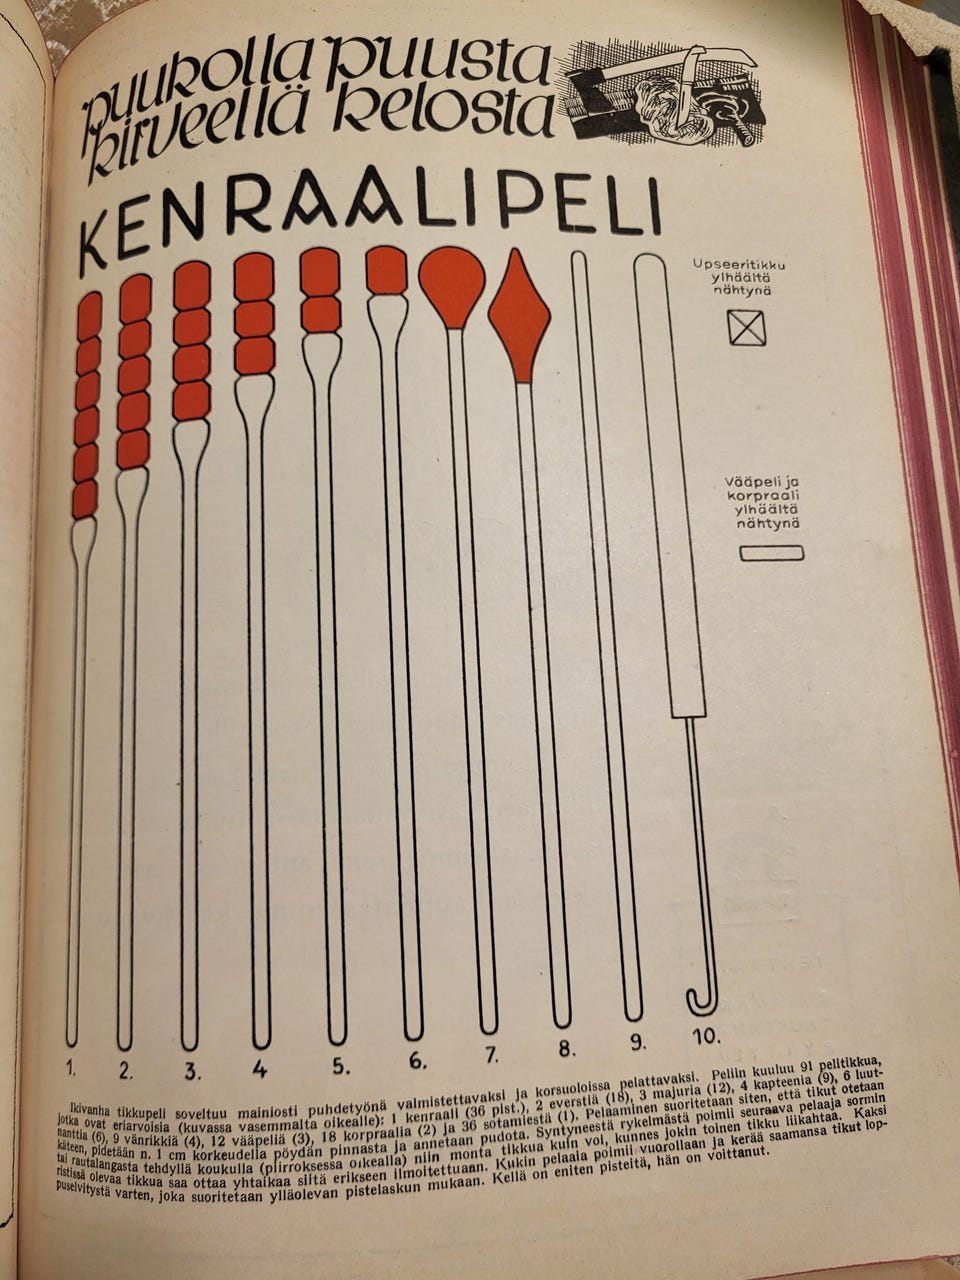 puukolla puusta
kirveellä kelosta
KENRAALIPELI
Upseeritikku
ylhäältä
nähtynä
Vääpeli ja
korpraali
ylhäältä
nähtynä
1. 2. 3. 4 5. 6. 7. 8. 9. 10.
Ikivanha tikkupeli soveltuu mainiosti puhdetyönä valmistettavaksi ja korsuoloissa pelattavaksi. Peliin kuuluu 91 pelitikkua,
jotka ovat eriarvoisia (kuvassa vasemmalta oikealle): 1 kenraali (36 pist.), 2 everstiä (18), 3 majuria (12), 4 kapteenia (9), 6 luut-
nanttia (6), 9 vänrikkiä (4), 12 vääpeliä (3), 18 korpraalia (2) ja 36 sotamiestä (1). Pelaaminen suoritetaan siten, että tikut otetaan
käteen, pidetään n. 1 cm korkeudella pöydän pinnasta ja annetaan pudota. Syntyneestä rykelmästä poimii seuraava pelaaja sormin
tai rautalangasta tehdyllä koukulla (piirroksessa oikealla) niin monta tikkua kuin voi, kunnes jokin toinen tikku liikahtaa. Kaksi
ristissä olevaa tikkua saa ottaa yhtaikaa siitä erikseen ilmoitettuaan. Kukin pelaaja poimii vuorollaan ja kerää saamansa tikut lop-
puselvitystä varten, joka suoritetaan ylläolevan pistelaskun mukaan. Kellä on eniten pisteitä, hän on voittanut.